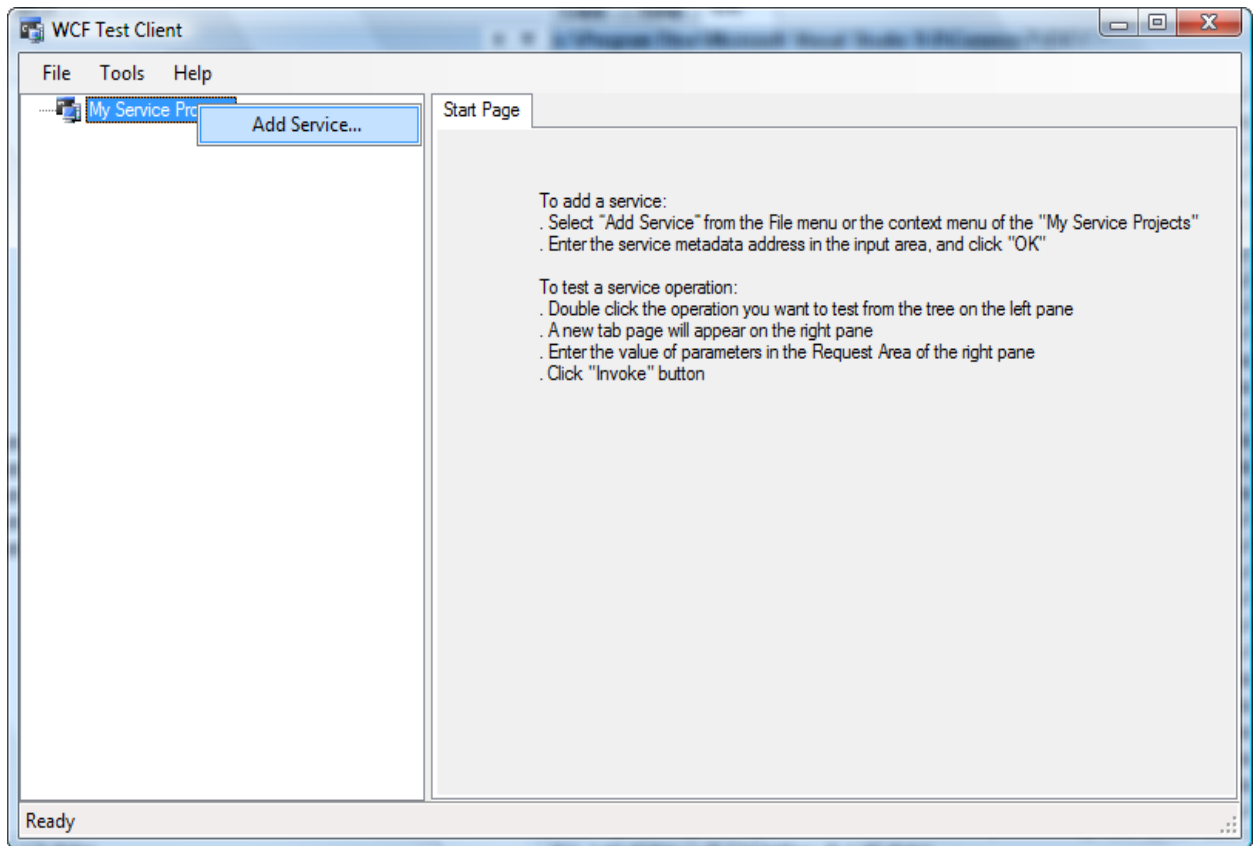 WCF Test Client
File Tools Help
My Service Pro
Add Service...
Start Page
To add a service:
. Select "Add Service" from the File menu or the context menu of the "My Service Projects"
. Enter the service metadata address in the input area, and click "OK"
To test a service operation:
. Double click the operation you want to test from the tree on the left pane
. A new tab page will appear on the right pane
. Enter the value of parameters in the Request Area of the right pane
. Click "Invoke" button
Ready